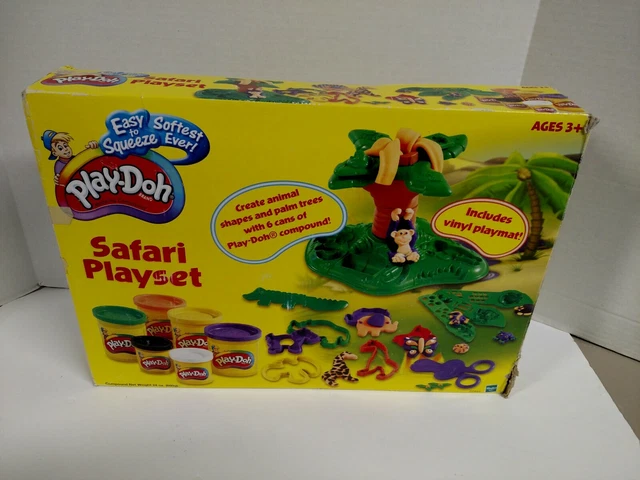 Play-Doh
Safari
Playset
Easy
to
Squeeze
Softest
Ever!
AGES 3+
Play-Doh
Create animal
shapes and palm trees
with 6 cans of
Play-Doh® compound!
Includes
vinyl playmat!
Safari
Playset
Play-Doh
Play-Doh
Play-Doh
Play-Doh
Play-Doh
Play-Doh